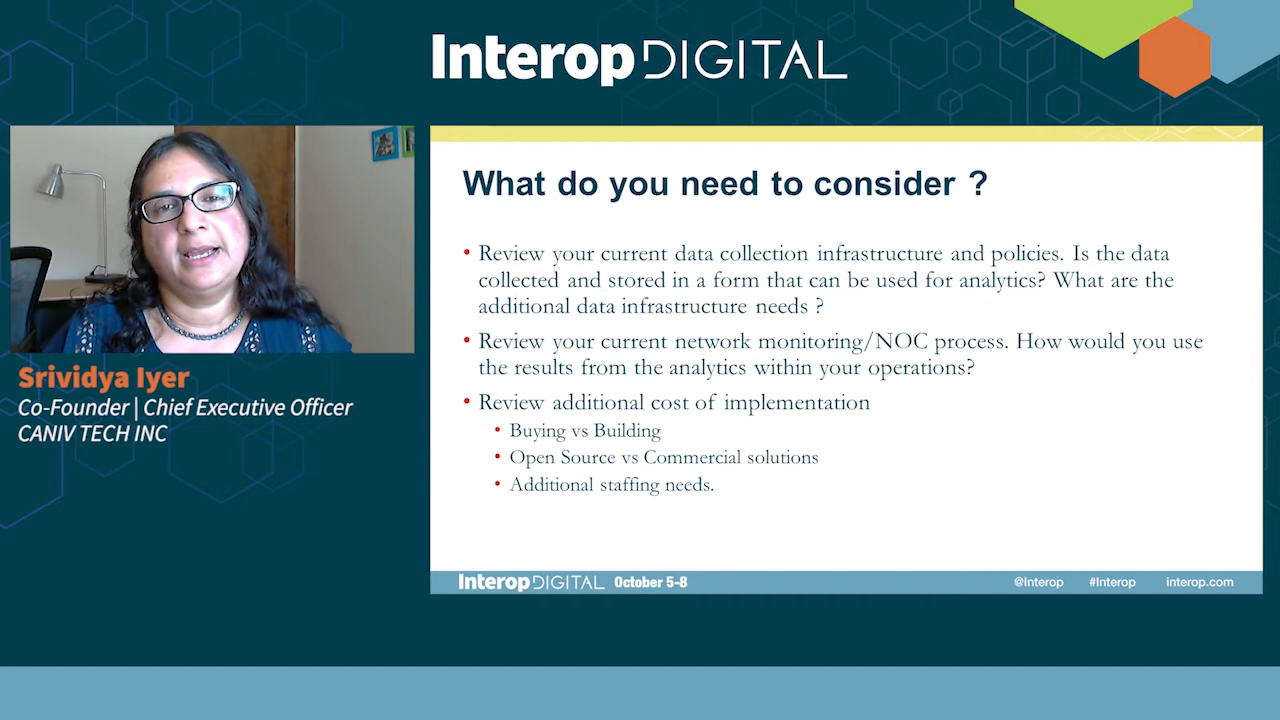 Interop DIGITAL
Srividya Iyer
Co-Founder | Chief Executive Officer
CANIV TECH INC
What do you need to consider ?
• Review your current data collection infrastructure and policies. Is the data
collected and stored in a form that can be used for analytics? What are the
additional data infrastructure needs ?
• Review your current network monitoring/NOC process. How would you use
the results from the analytics within your operations?
• Review additional cost of implementation
• Buying vs Building
• Open Source vs Commercial solutions
• Additional staffing needs.
Interop DIGITAL October 5-8 @Interop #Interop interop.com